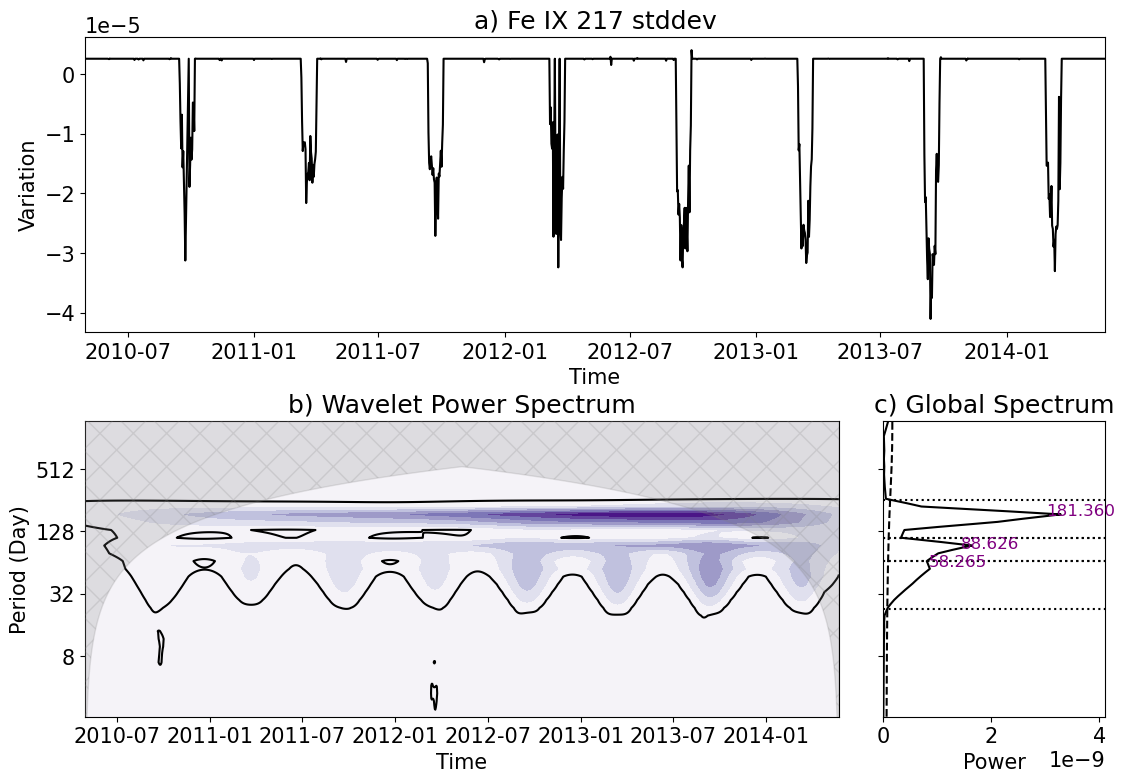 a) Fe IX 217 stddev
1e−5
0
−1
−2
−3
−4
Variation
2010-07 2011-01 2011-07 2012-01 2012-07 2013-01 2013-07 2014-01
Time
b) Wavelet Power Spectrum
512
128
32
8
Period (Day)
2010-07 2011-01 2011-07 2012-01 2012-07 2013-01 2013-07 2014-01
Time
c) Global Spectrum
181.360
88.626
58.265
0 2 4
Power 1e−9